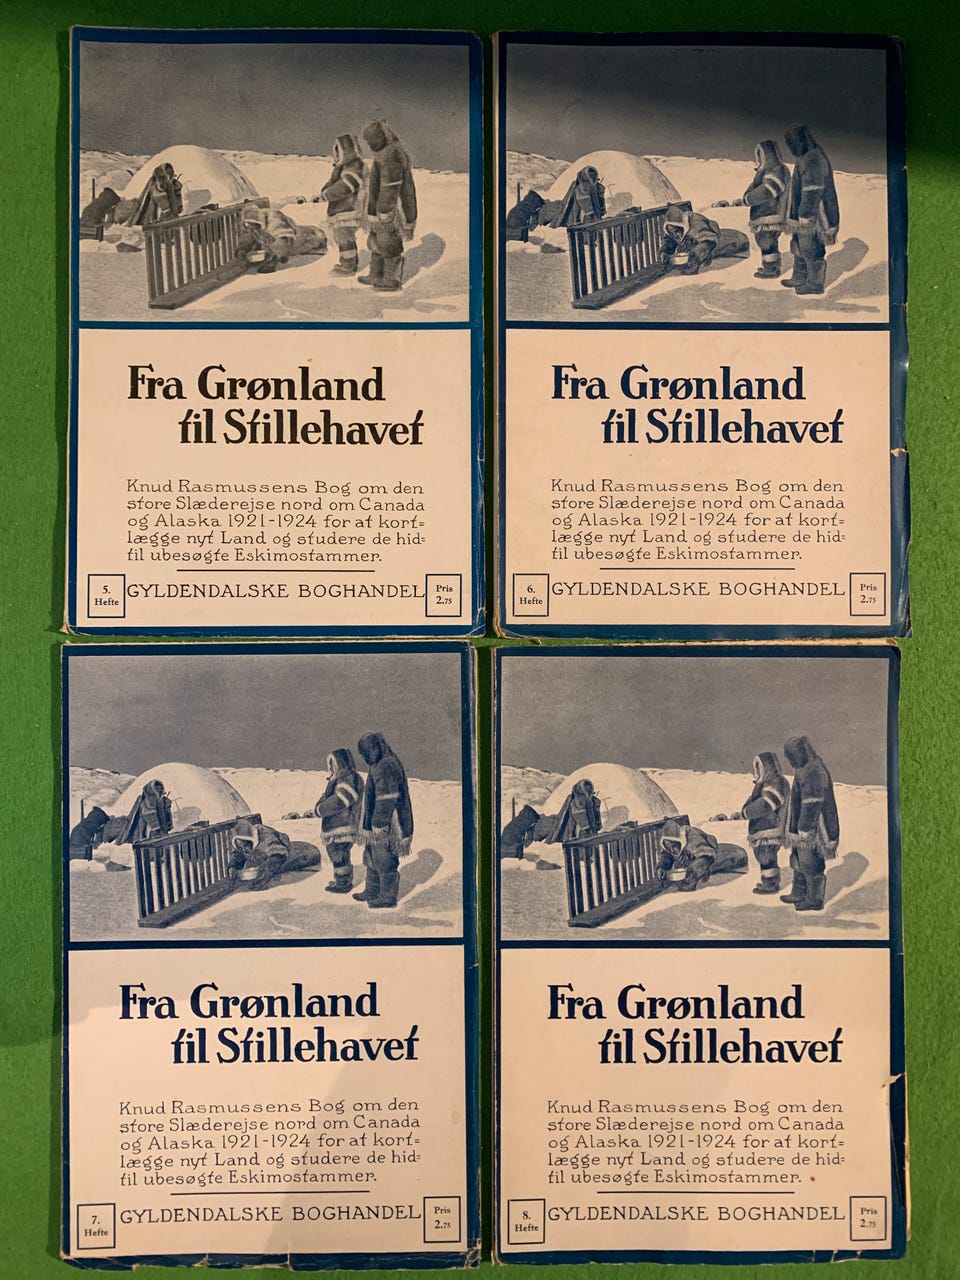 Fra Grønland
til Stillehavet
Knud Rasmussens Bog om den
store Slæderejse nord om Canada
og Alaska 1921-1924 for at kort=
lægge nyt Land og studere de hid=
til ubesøgte Eskimostammer.
5.
Hefte
GYLDENDALSKE BOGHANDEL
Pris
2.75
Fra Grønland
til Stillehavet
Knud Rasmussens Bog om den
store Slæderejse nord om Canada
og Alaska 1921-1924 for at kort=
lægge nyt Land og studere de hid=
til ubesøgte Eskimostammer.
6.
Hefte
GYLDENDALSKE BOGHANDEL
Pris
2.75
Fra Grønland
til Stillehavet
Knud Rasmussens Bog om den
store Slæderejse nord om Canada
og Alaska 1921-1924 for at kort=
lægge nyt Land og studere de hid=
til ubesøgte Eskimostammer.
7.
Hefte
GYLDENDALSKE BOGHANDEL
Pris
2.75
Fra Grønland
til Stillehavet
Knud Rasmussens Bog om den
store Slæderejse nord om Canada
og Alaska 1921-1924 for at kort=
lægge nyt Land og studere de hid=
til ubesøgte Eskimostammer.
8.
Hefte
GYLDENDALSKE BOGHANDEL
Pris
2.75